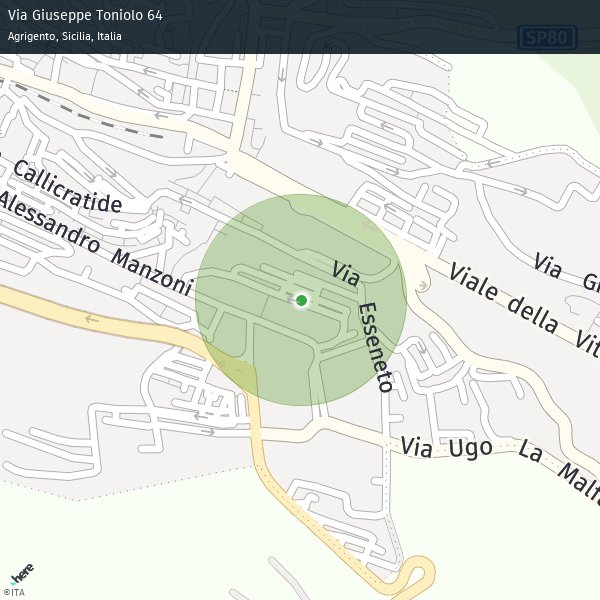 Via Giuseppe Toniolo 64
Agrigento, Sicilia, Italia
SP80
Callicratide
Alessandro Manzoni
Via Esseneto
Viale della Vit
Via Gi
Via Ugo La Malfa
here
©ITA